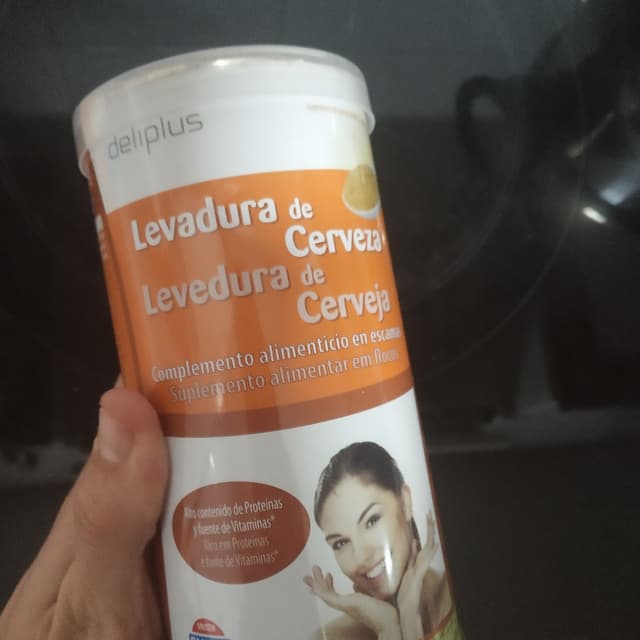 deliplus
Levadura de
Cerveza
Levedura de
Cerveja
Complemento alimenticio en escamas
Suplemento alimentar em flocos
Alto contenido de Proteínas
y fuente de Vitaminas*
Rico em Proteínas
e fonte de Vitaminas*